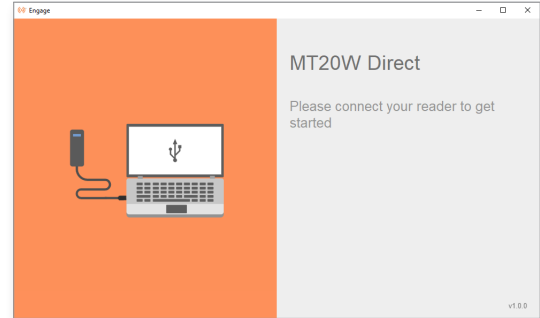 Engage
MT20W Direct
Please connect your reader to get
started
v1.0.0